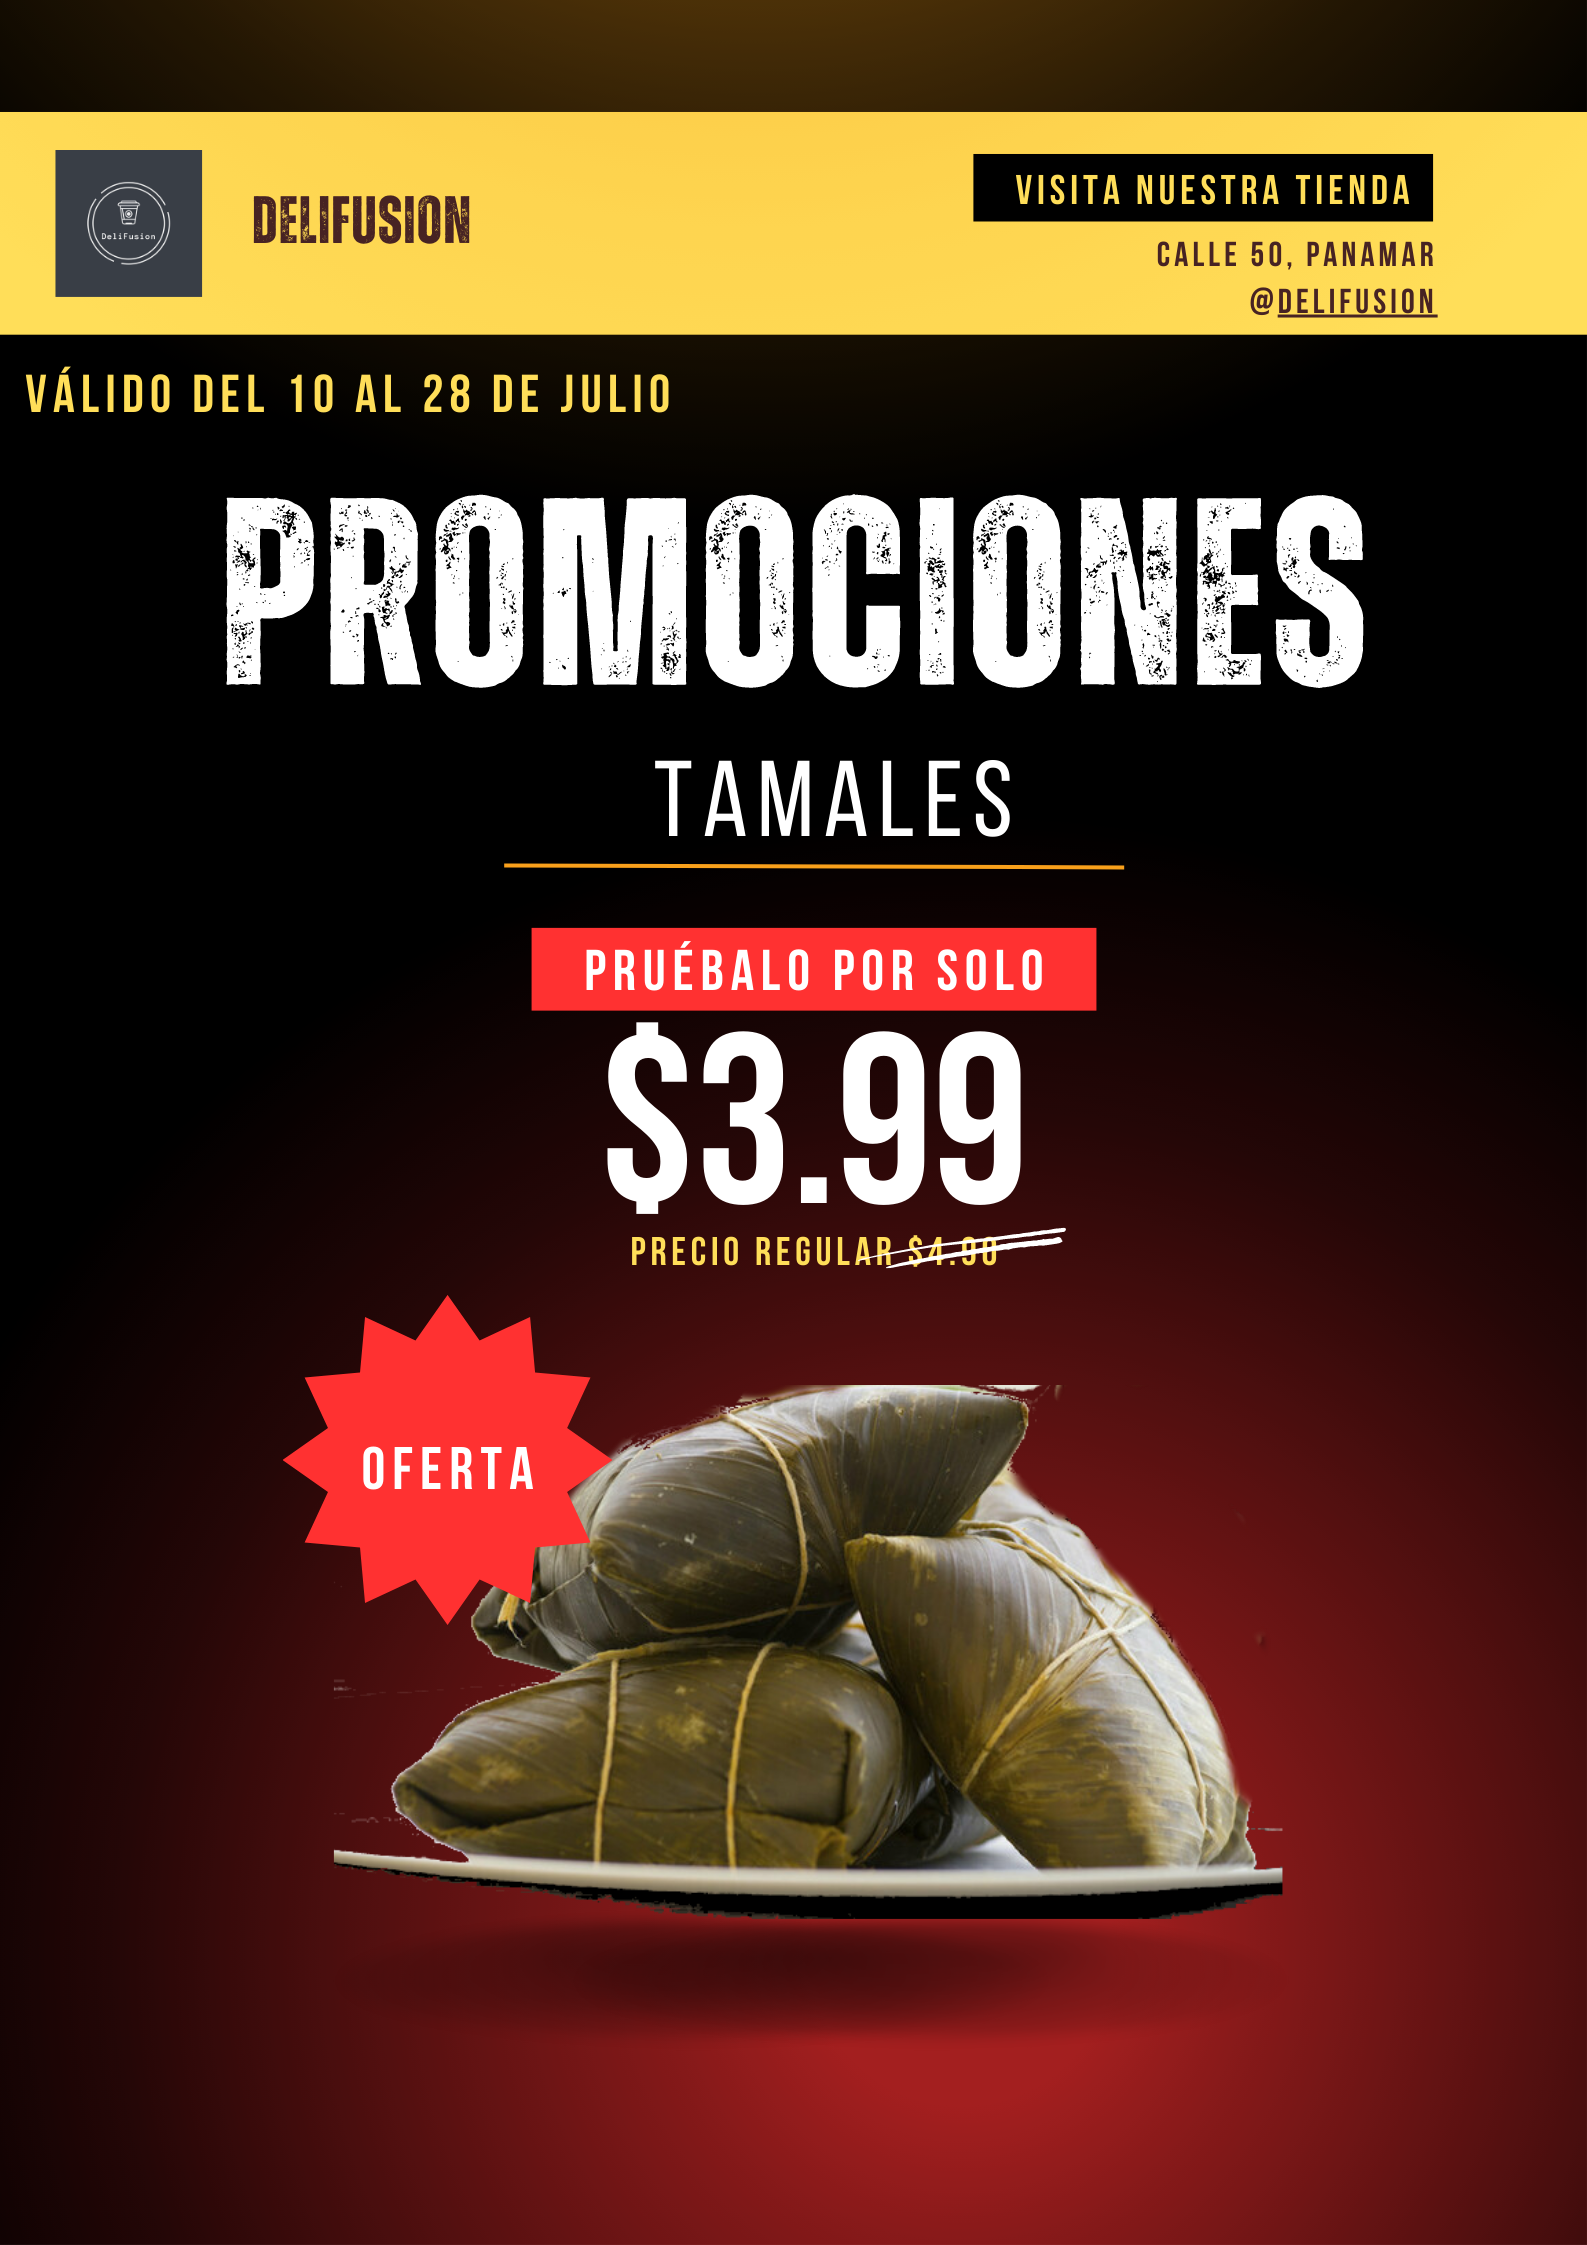 DeliFusion
DELIFUSION
VISITA NUESTRA TIENDA
CALLE 50, PANAMAR
@DELIFUSION
VÁLIDO DEL 10 AL 28 DE JULIO
PROMOCIONES
TAMALES
PRUÉBALO POR SOLO
$3.99
PRECIO REGULAR $4.90
OFERTA